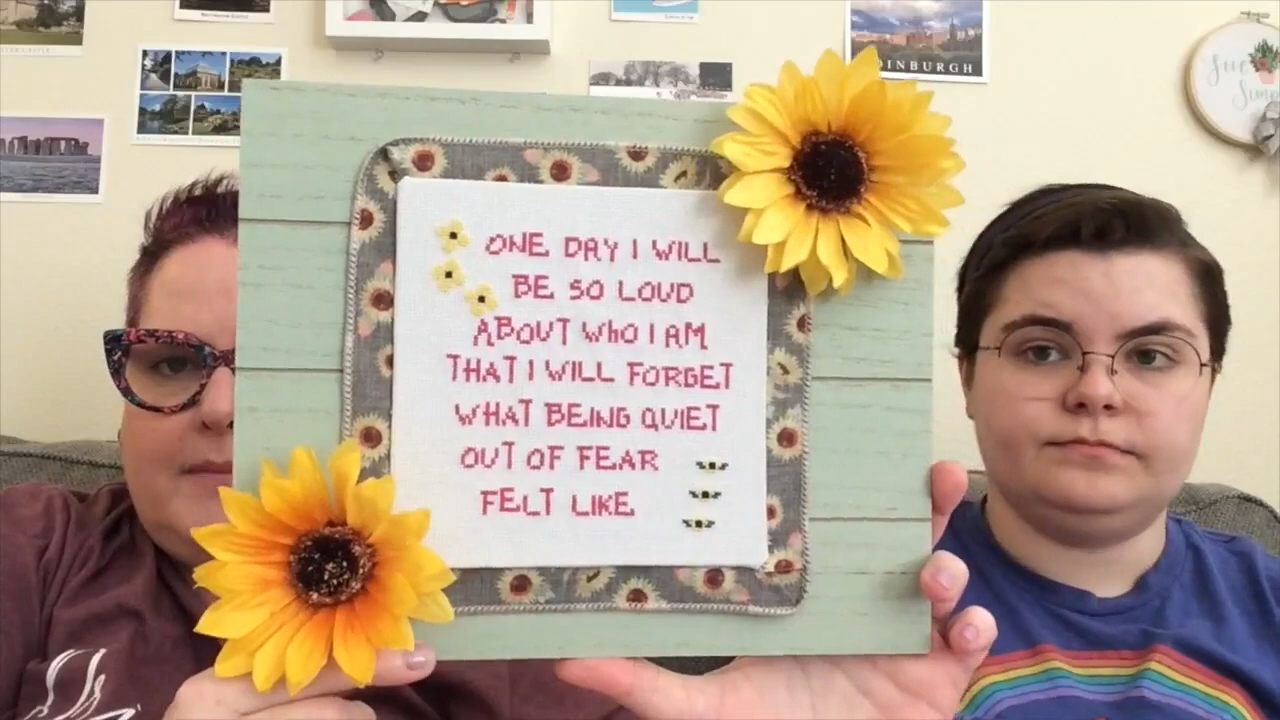 DINBURGH
ONE DAY I WILL
BE SO LOUD
ABOUT WhO I AM
THAT I WILL FORGET
WHAT BEING QUIET
OUT OF FEAR
FELT LIKE